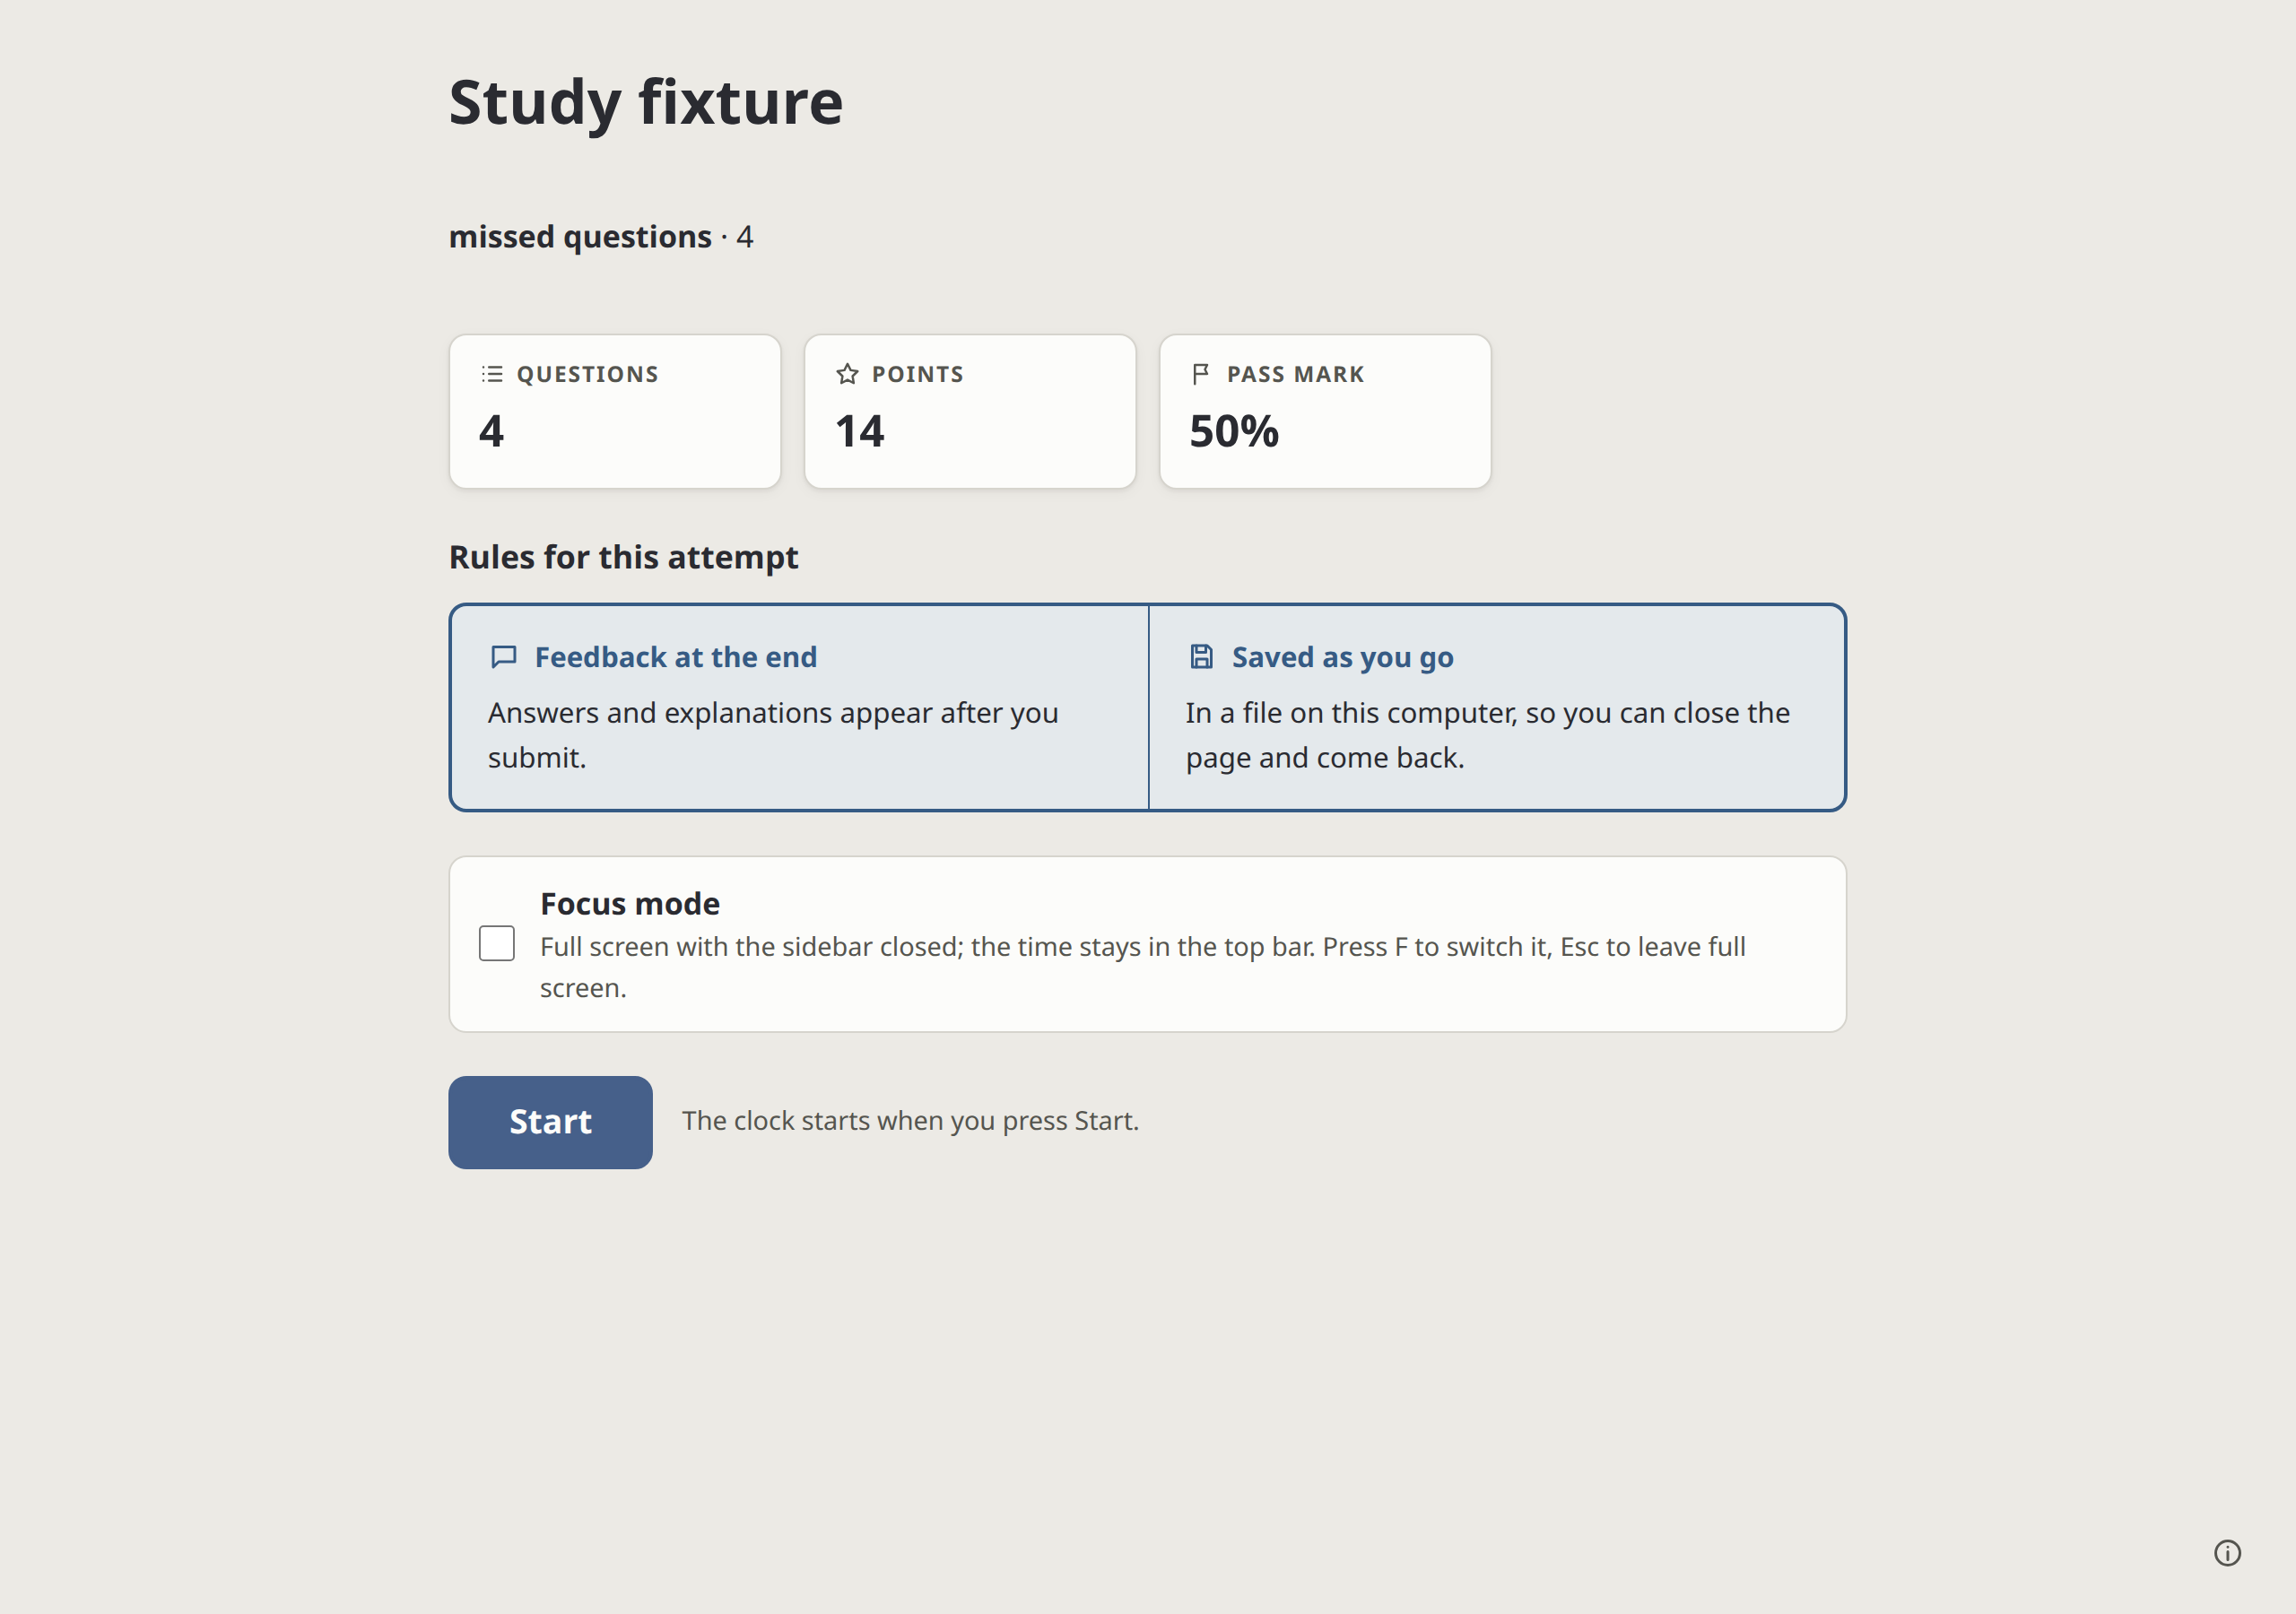 Study fixture
missed questions · 4
QUESTIONS
4
POINTS
14
PASS MARK
50%
Rules for this attempt
Feedback at the end
Answers and explanations appear after you
submit.
Saved as you go
In a file on this computer, so you can close the
page and come back.
Focus mode
Full screen with the sidebar closed; the time stays in the top bar. Press F to switch it, Esc to leave full
screen.
Start
The clock starts when you press Start.